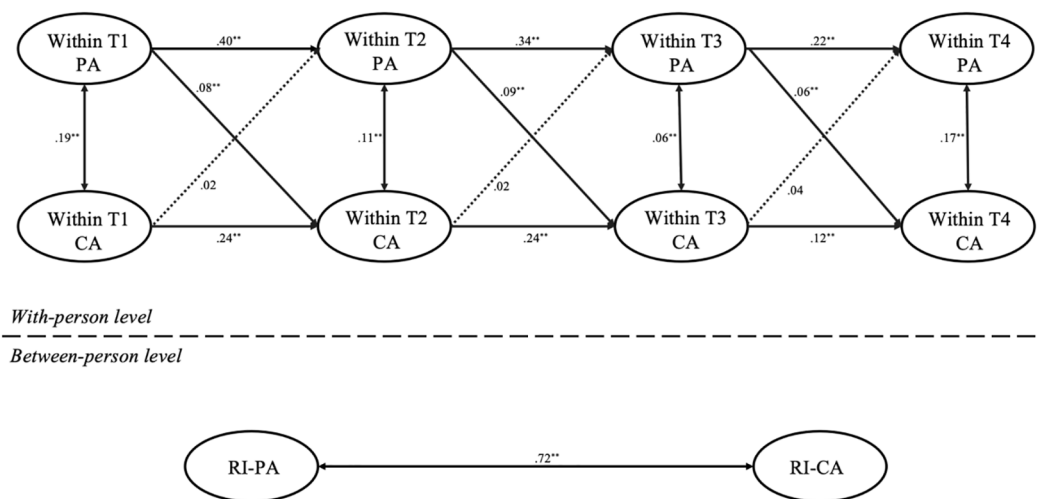 Within T1
PA
.40**
Within T2
PA
.34**
Within T3
PA
.22**
Within T4
PA
.08**
.09**
.06**
.19**
.11**
.06**
.17**
.02
.02
.04
Within T1
CA
.24**
Within T2
CA
.24**
Within T3
CA
.12**
Within T4
CA
With-person level
Between-person level
RI-PA
.72**
RI-CA